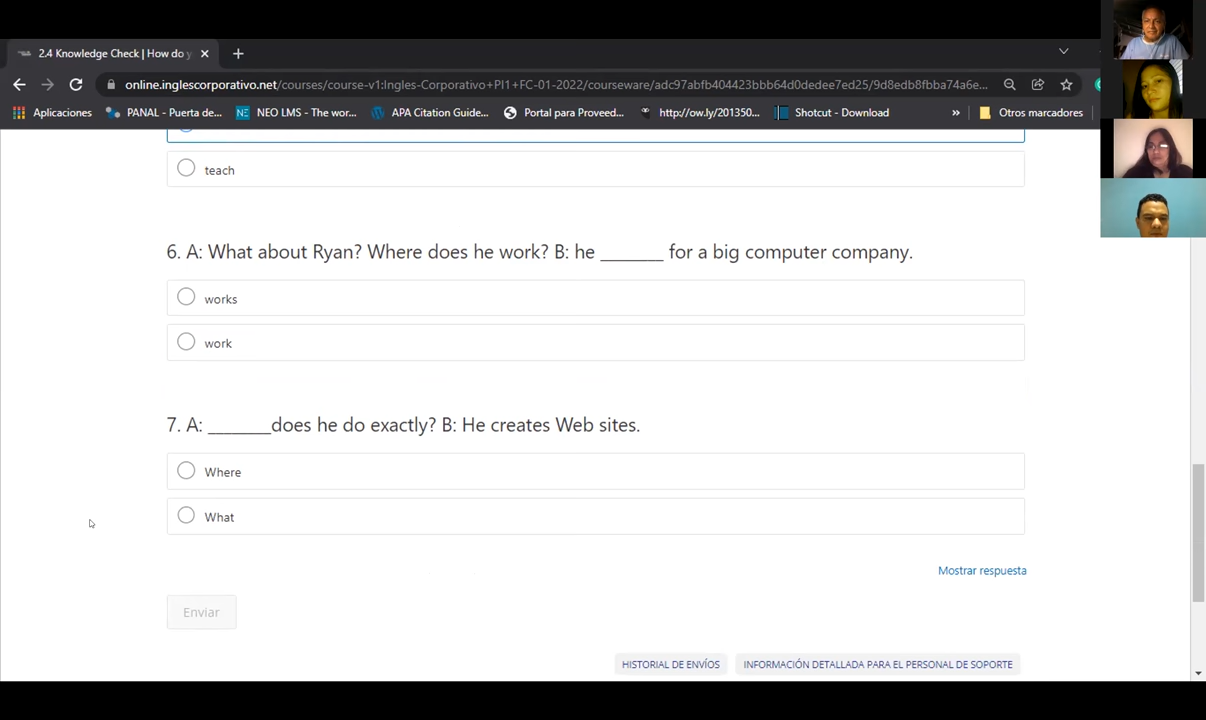 2.4 Knowledge Check | How do y
online.inglescorporativo.net/courses/course-v1:Ingles-Corporativo+PI1+FC-01-2022/courseware/adc97abfb404423bbb64d0dedee7ed25/9d8edb8fbba74a6e...
Aplicaciones PANAL - Puerta de... NE NEO LMS - The wor... APA Citation Guide... Portal para Proveed... http://ow.ly/201350... Shotcut - Download » Otros marcadores
teach
6. A: What about Ryan? Where does he work? B: he _______ for a big computer company.
works
work
7. A: _______does he do exactly? B: He creates Web sites.
Where
What
Mostrar respuesta
Enviar
HISTORIAL DE ENVÍOS INFORMACIÓN DETALLADA PARA EL PERSONAL DE SOPORTE